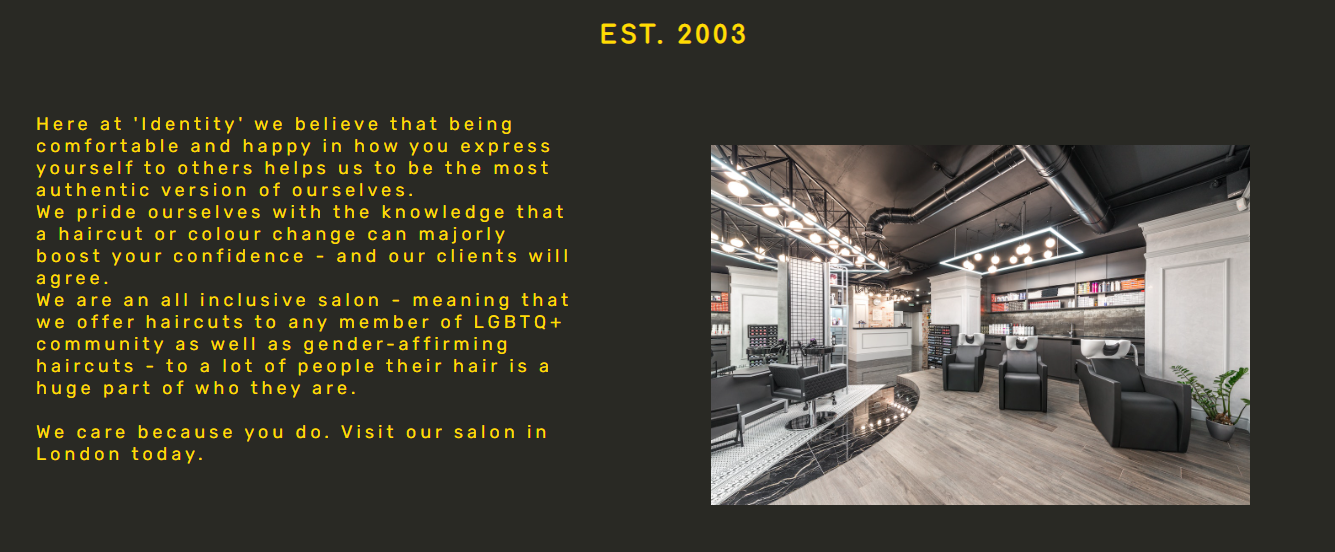 EST. 2003
Here at 'Identity' we believe that being
comfortable and happy in how you express
yourself to others helps us to be the most
authentic version of ourselves.
We pride ourselves with the knowledge that
a haircut or colour change can majorly
boost your confidence - and our clients will
agree.
We are an all inclusive salon - meaning that
we offer haircuts to any member of LGBTQ+
community as well as gender-affirming
haircuts - to a lot of people their hair is a
huge part of who they are.
We care because you do. Visit our salon in
London today.